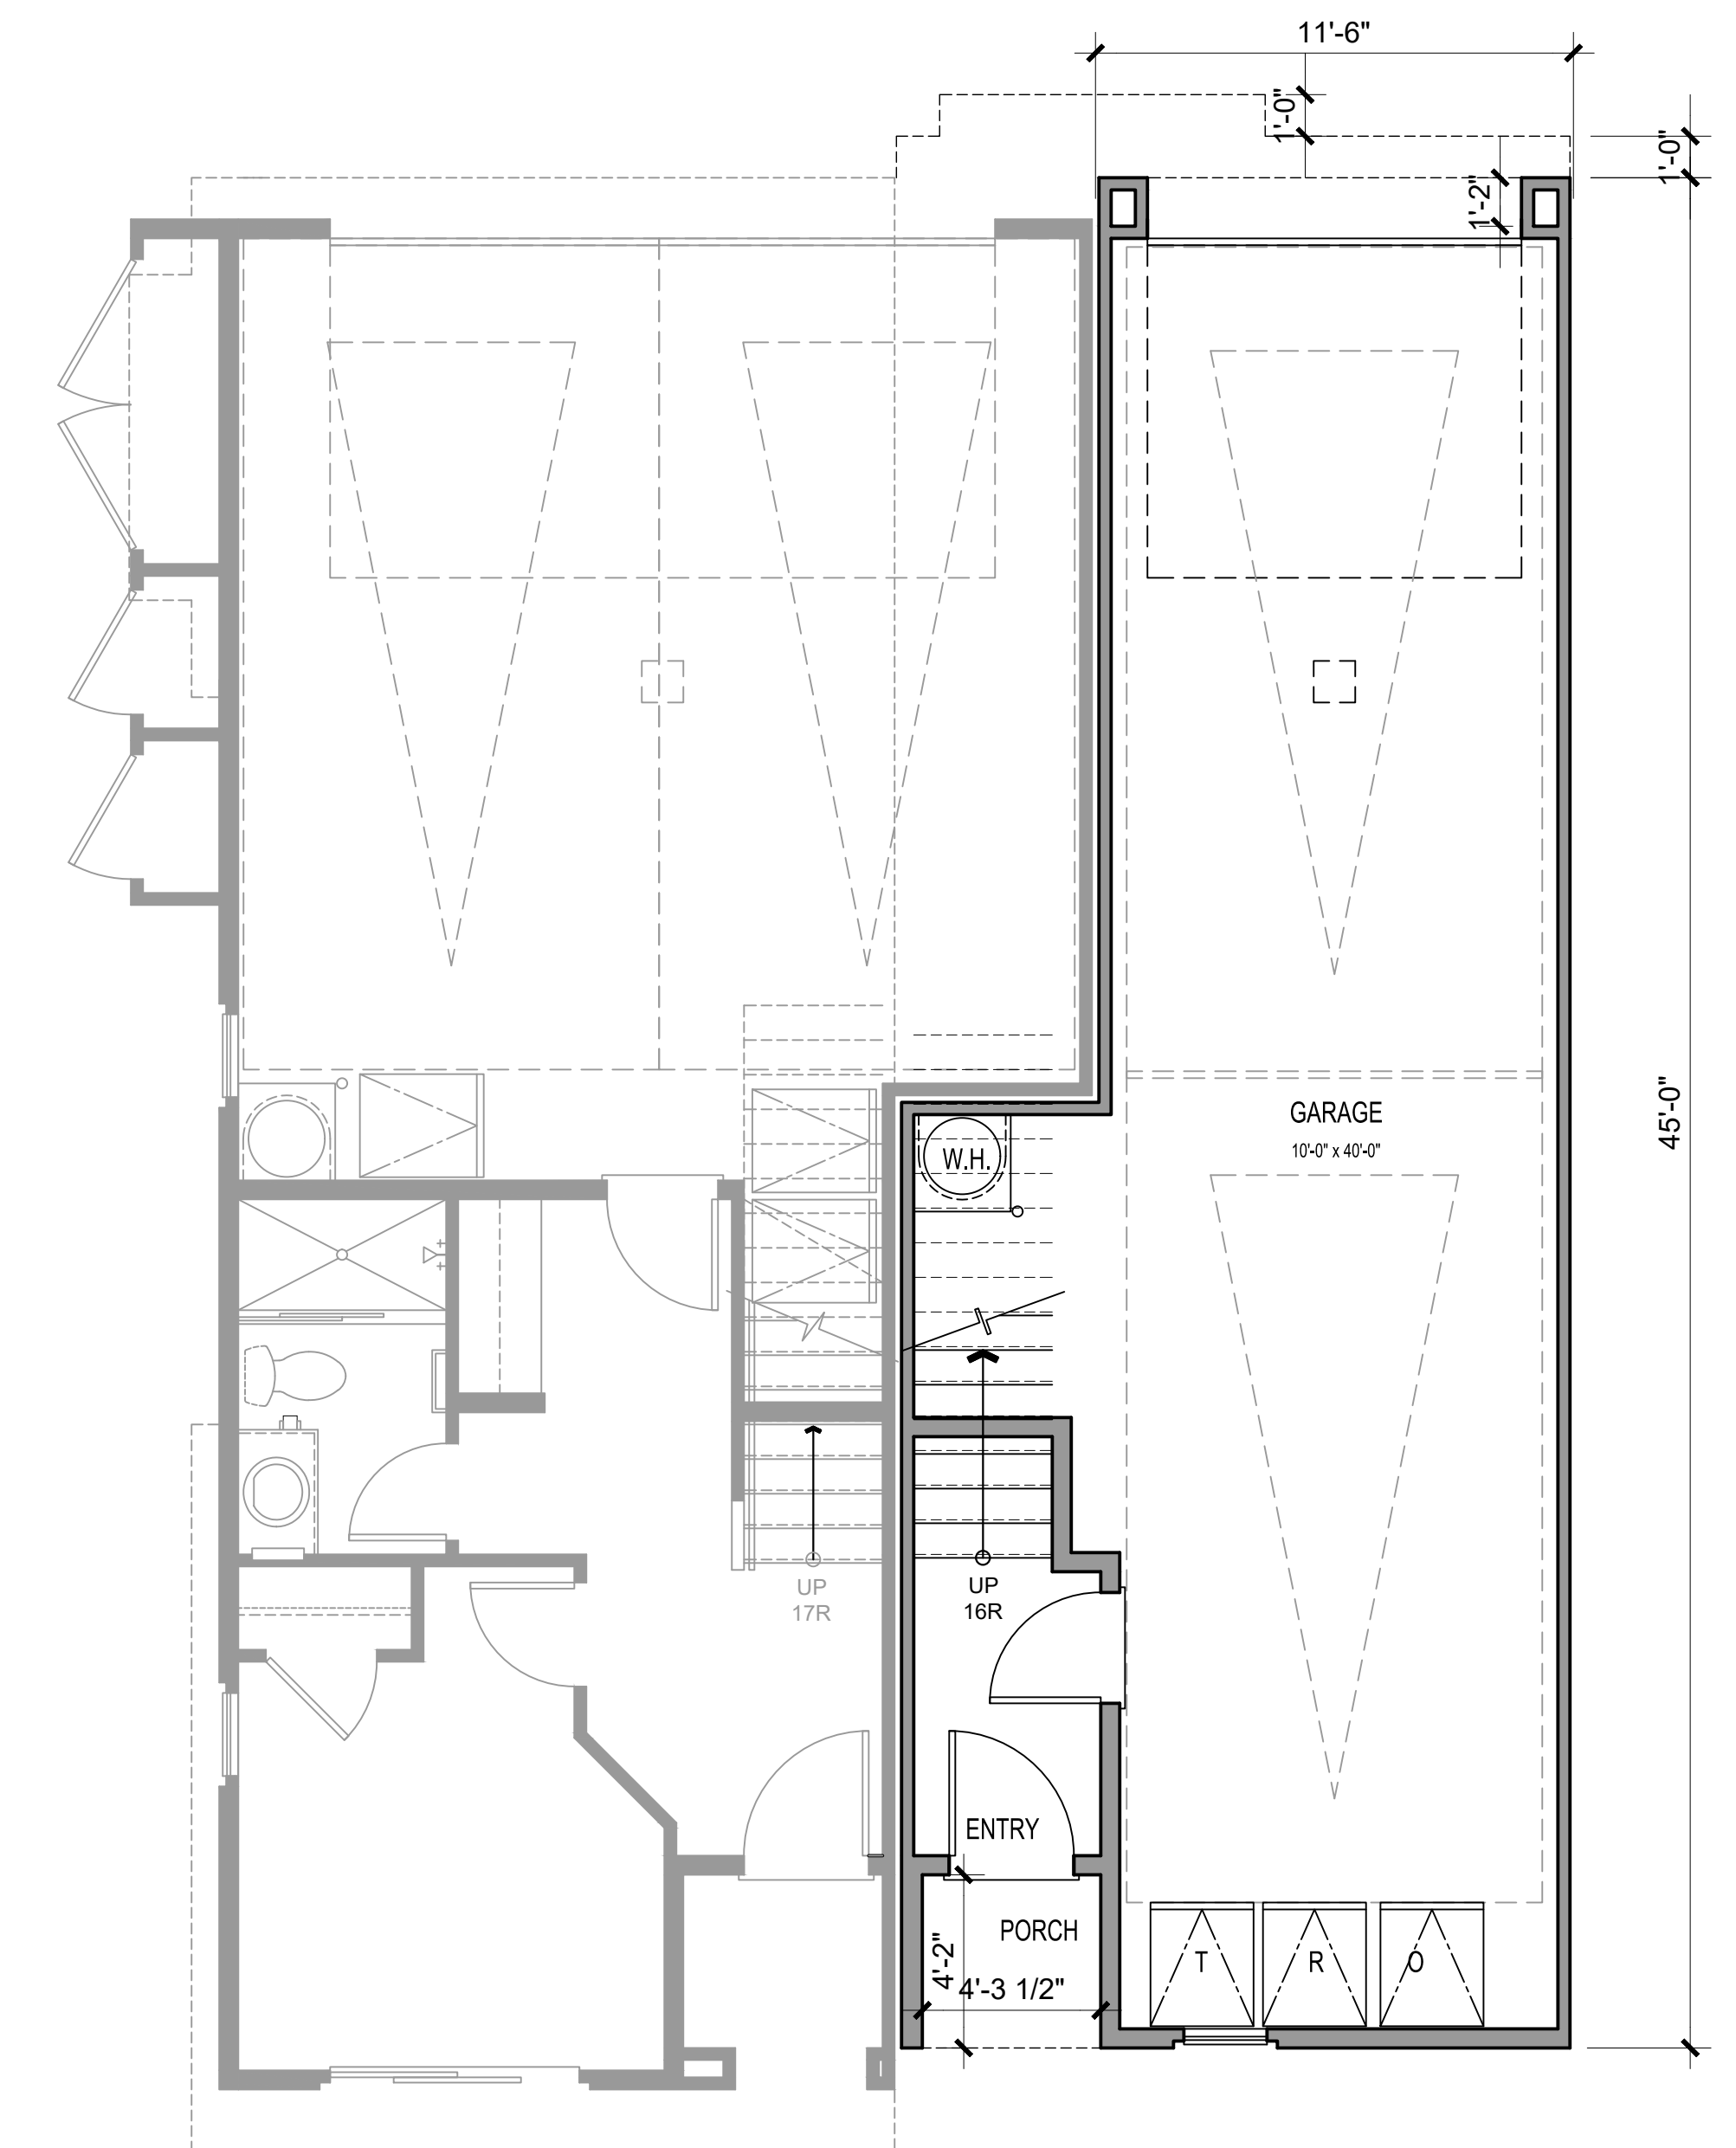 11'-6"
1'-0"
1'-0"
1'-2"
GARAGE
10'-0" x 40'-0"
45'-0"
W.H.
UP
16R
UP
17R
ENTRY
PORCH
4'-2"
4'-3 1/2"
T R O